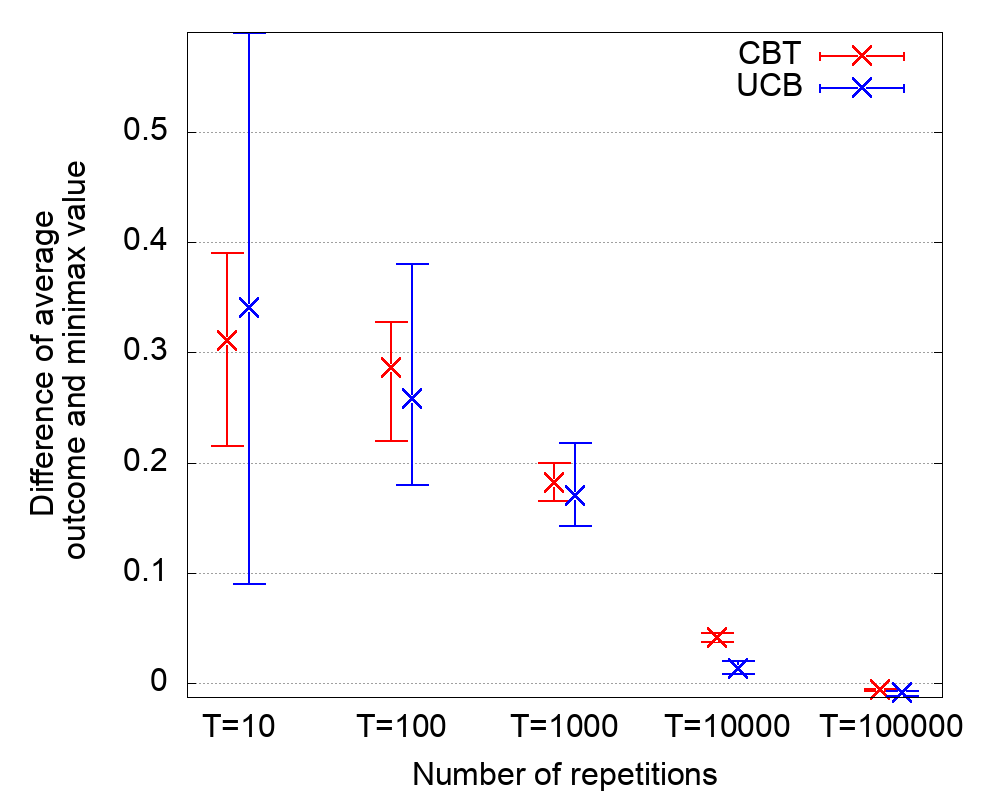 CBT
UCB
0.5
0.4
0.3
0.2
0.1
0
Difference of average
outcome and minimax value
T=10 T=100 T=1000 T=10000 T=100000
Number of repetitions